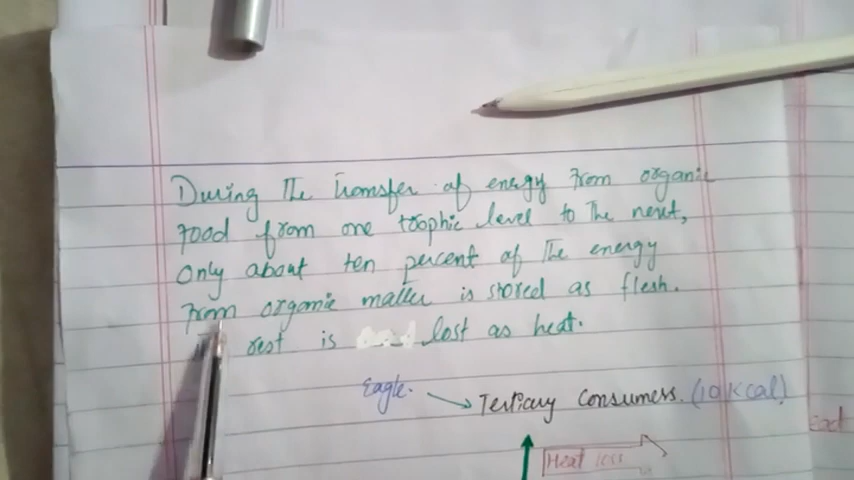 During The Transfer of energy From organic
Food from one trophic level to The next,
Only about ten percent of The energy
From organic matter is stored as flesh.
rest is lost as heat.
Eagle. → Tertiary Consumers. (10 Kcal)
Heat loss